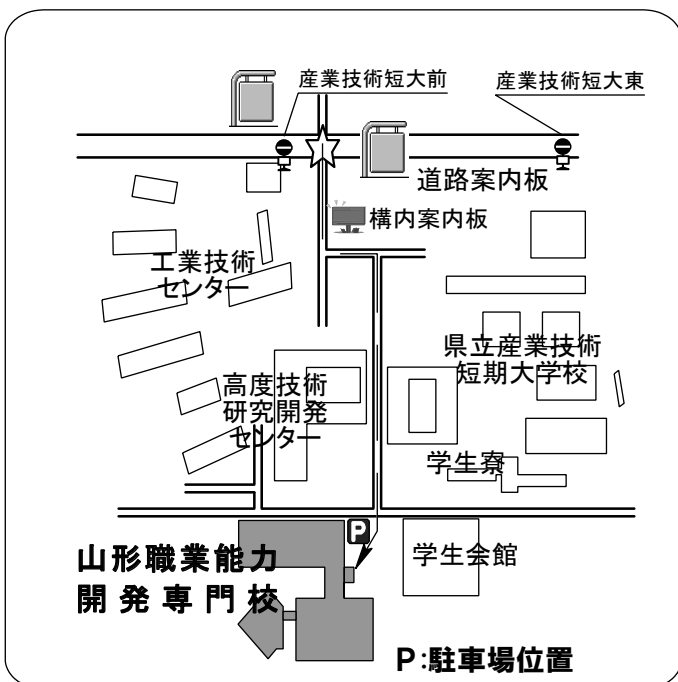 産業技術短大前
産業技術短大東
道路案内板
構内案内板
工業技術
センター
県立産業技術
短期大学校
高度技術
研究開発
センター
学生寮
P
山形職業能力
開発専門校
学生会館
P:駐車場位置